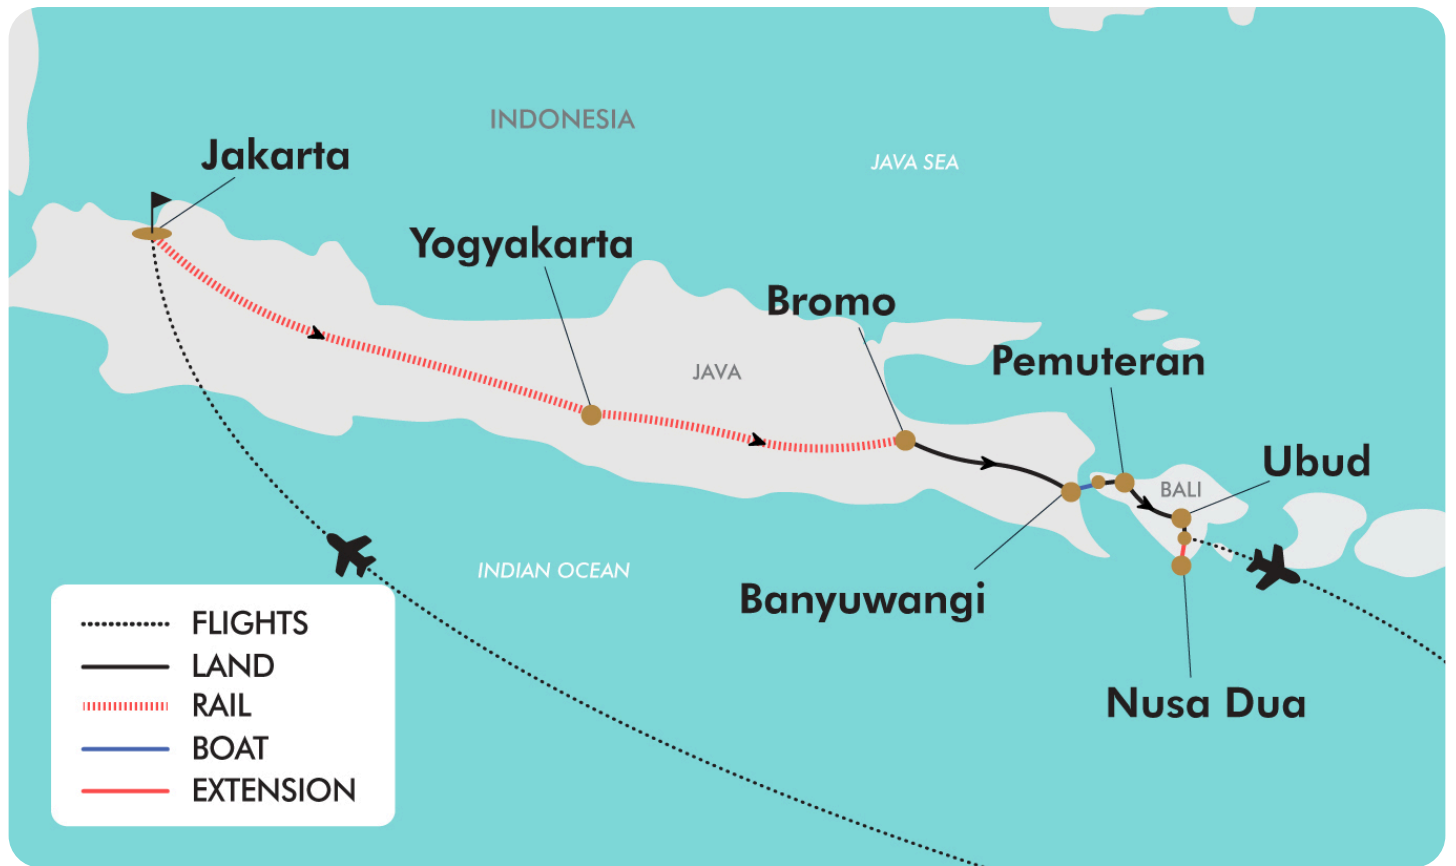 INDONESIA
Jakarta
JAVA SEA
Yogyakarta
Bromo
Pemuteran
JAVA
Ubud
BALI
INDIAN OCEAN
Banyuwangi
Nusa Dua
FLIGHTS
LAND
RAIL
BOAT
EXTENSION